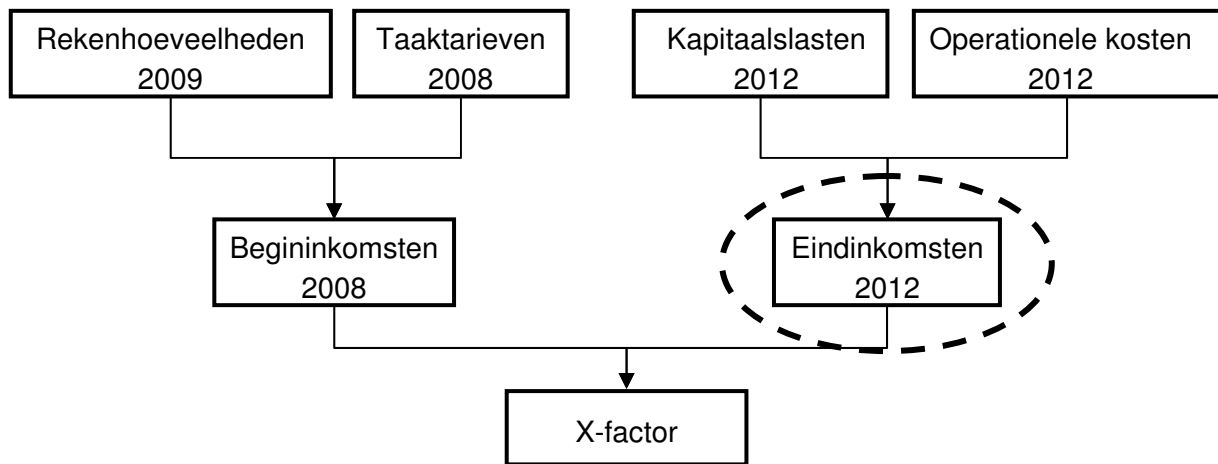 Rekenhoeveelheden
2009
Taaktarieven
2008
Kapitaalslasten
2012
Operationele kosten
2012
Begininkomsten
2008
Eindinkomsten
2012
X-factor